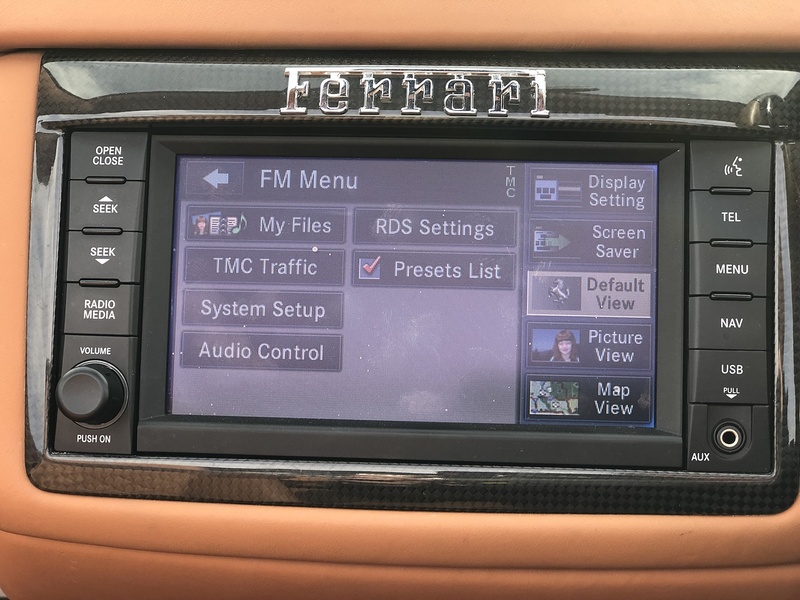 Ferrari
OPEN
CLOSE
SEEK
SEEK
RADIO
MEDIA
VOLUME
PUSH ON
FM Menu
TMC
My Files
RDS Settings
TMC Traffic
Presets List
System Setup
Audio Control
Display
Setting
Screen
Saver
Default
View
Picture
View
Map
View
TEL
MENU
NAV
USB
PULL
AUX